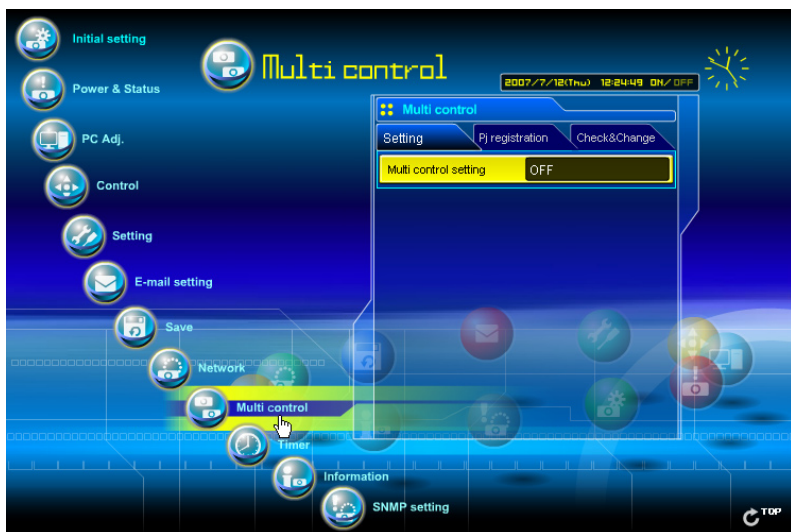 Initial setting
Power & Status
PC Adj.
Control
Setting
E-mail setting
Save
Network
Multi control
Timer
Information
SNMP setting
Multi control
2007/7/12(Thu) 12:24:49 ON/OFF
Multi control
Setting Pj registration Check&Change
Multi control setting OFF
TOP